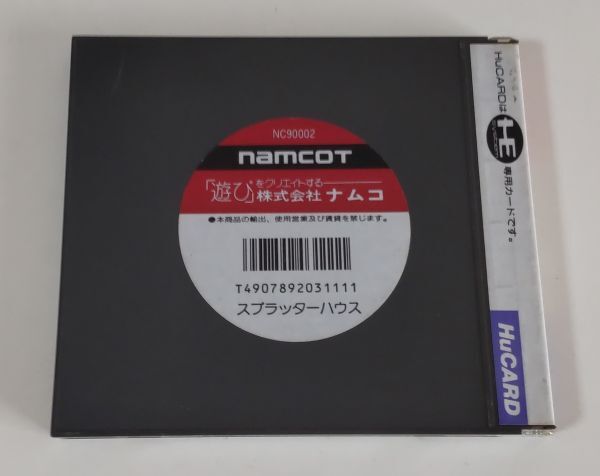 NC90002
namcoT
「遊び」をクリエイトする
株式会社 ナムコ
●本商品の輸出、使用営業及び賃貸を禁じます。
T4907892031111
スプラッターハウス
HuCARDは HE 専用カードです。
HuCARD